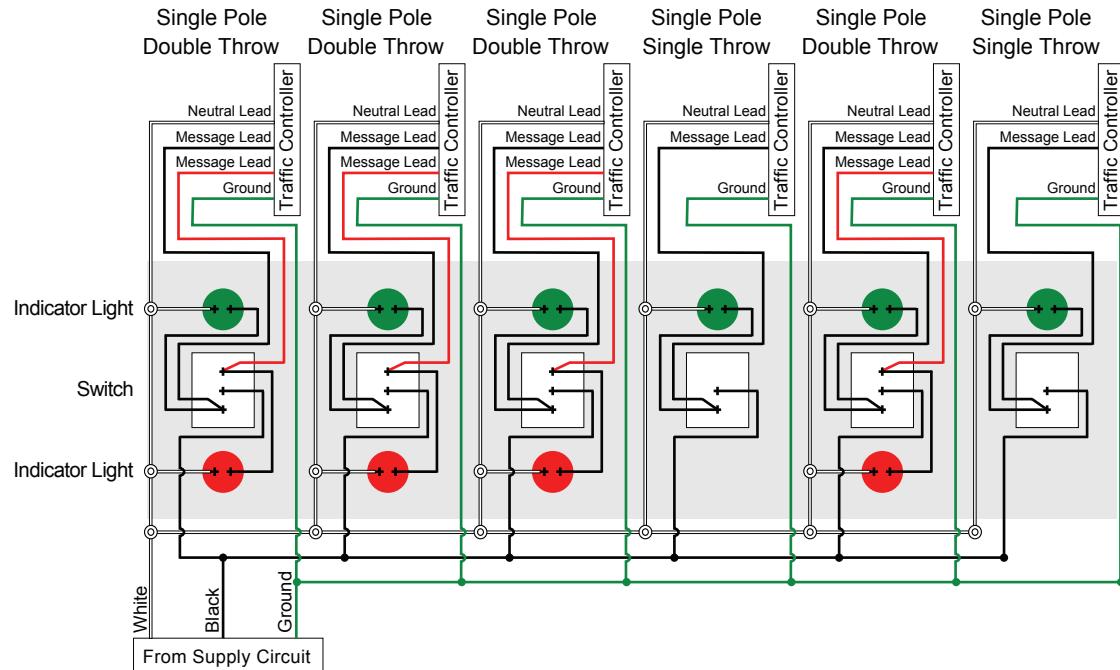 Single Pole
Double Throw
Single Pole
Double Throw
Single Pole
Double Throw
Single Pole
Single Throw
Single Pole
Double Throw
Single Pole
Single Throw
Neutral Lead
Message Lead
Message Lead
Ground
Traffic Controller
Neutral Lead
Message Lead
Message Lead
Ground
Traffic Controller
Neutral Lead
Message Lead
Message Lead
Ground
Traffic Controller
Neutral Lead
Message Lead
Ground
Traffic Controller
Neutral Lead
Message Lead
Message Lead
Ground
Traffic Controller
Neutral Lead
Message Lead
Ground
Traffic Controller
Indicator Light
Switch
Indicator Light
White
Black
Ground
From Supply Circuit